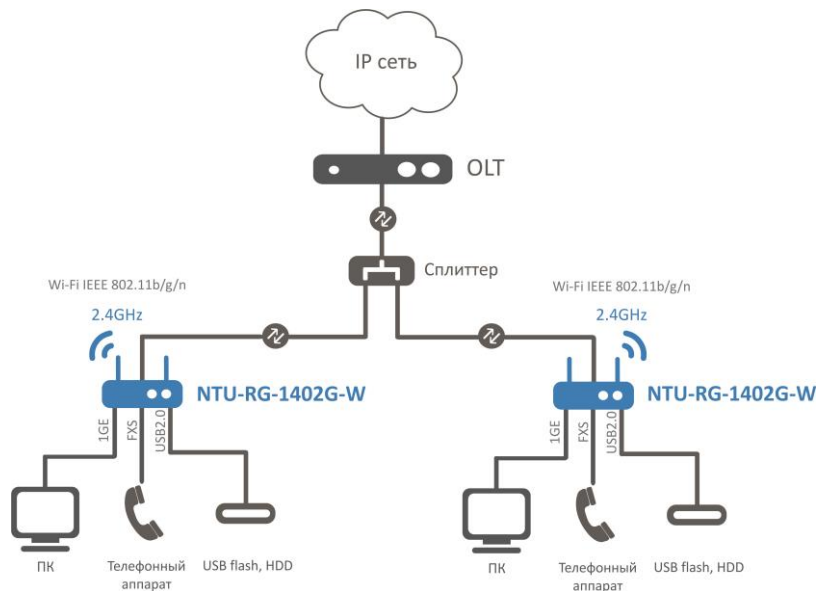 IP сеть
OLT
Сплиттер
Wi-Fi IEEE 802.11b/g/n
2.4GHz
NTU-RG-1402G-W
1GE
FXS
USB2.0
ПК
Телефонный
аппарат
USB flash, HDD
Wi-Fi IEEE 802.11b/g/n
2.4GHz
NTU-RG-1402G-W
1GE
FXS
USB2.0
ПК
Телефонный
аппарат
USB flash, HDD